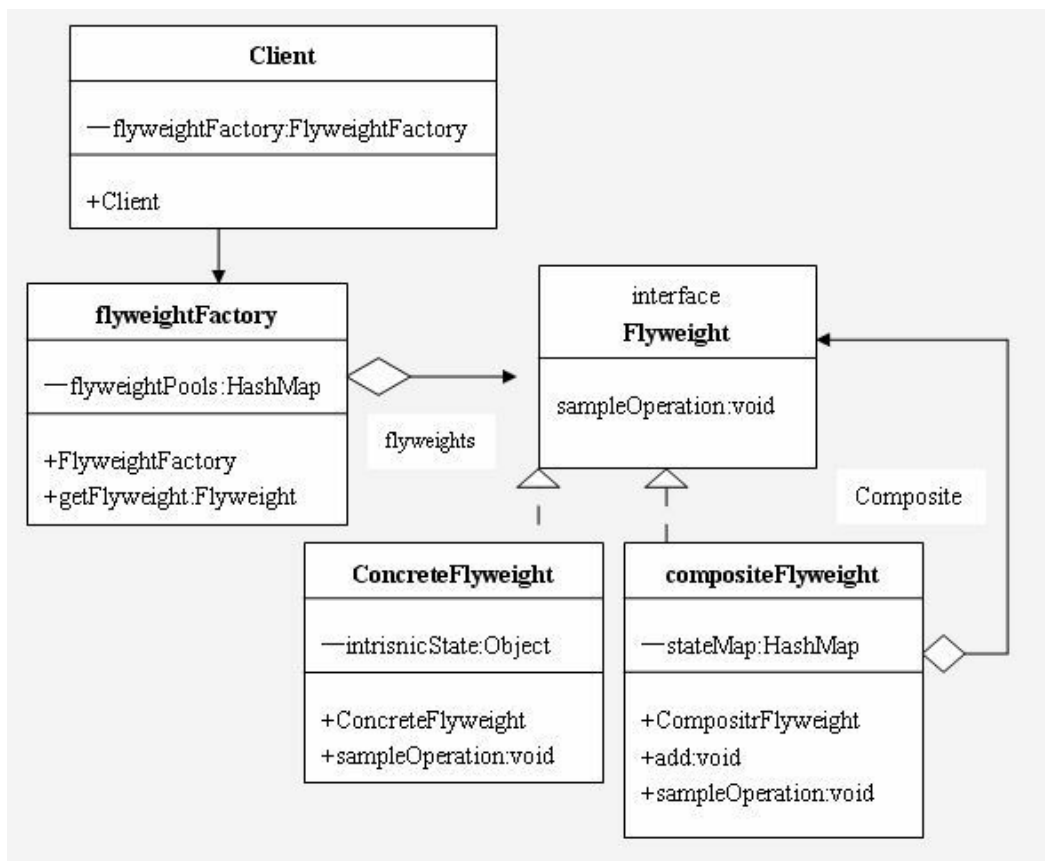 Client
—flyweightFactory:FlyweightFactory
+Client
flyweightFactory
—flyweightPools:HashMap
+FlyweightFactory
+getFlyweight:Flyweight
flyweights
interface
Flyweight
sampleOperation:void
Composite
ConcreteFlyweight
—intrisnicState:Object
+ConcreteFlyweight
+sampleOperation:void
compositeFlyweight
—stateMap:HashMap
+CompositrFlyweight
+add:void
+sampleOperation:void